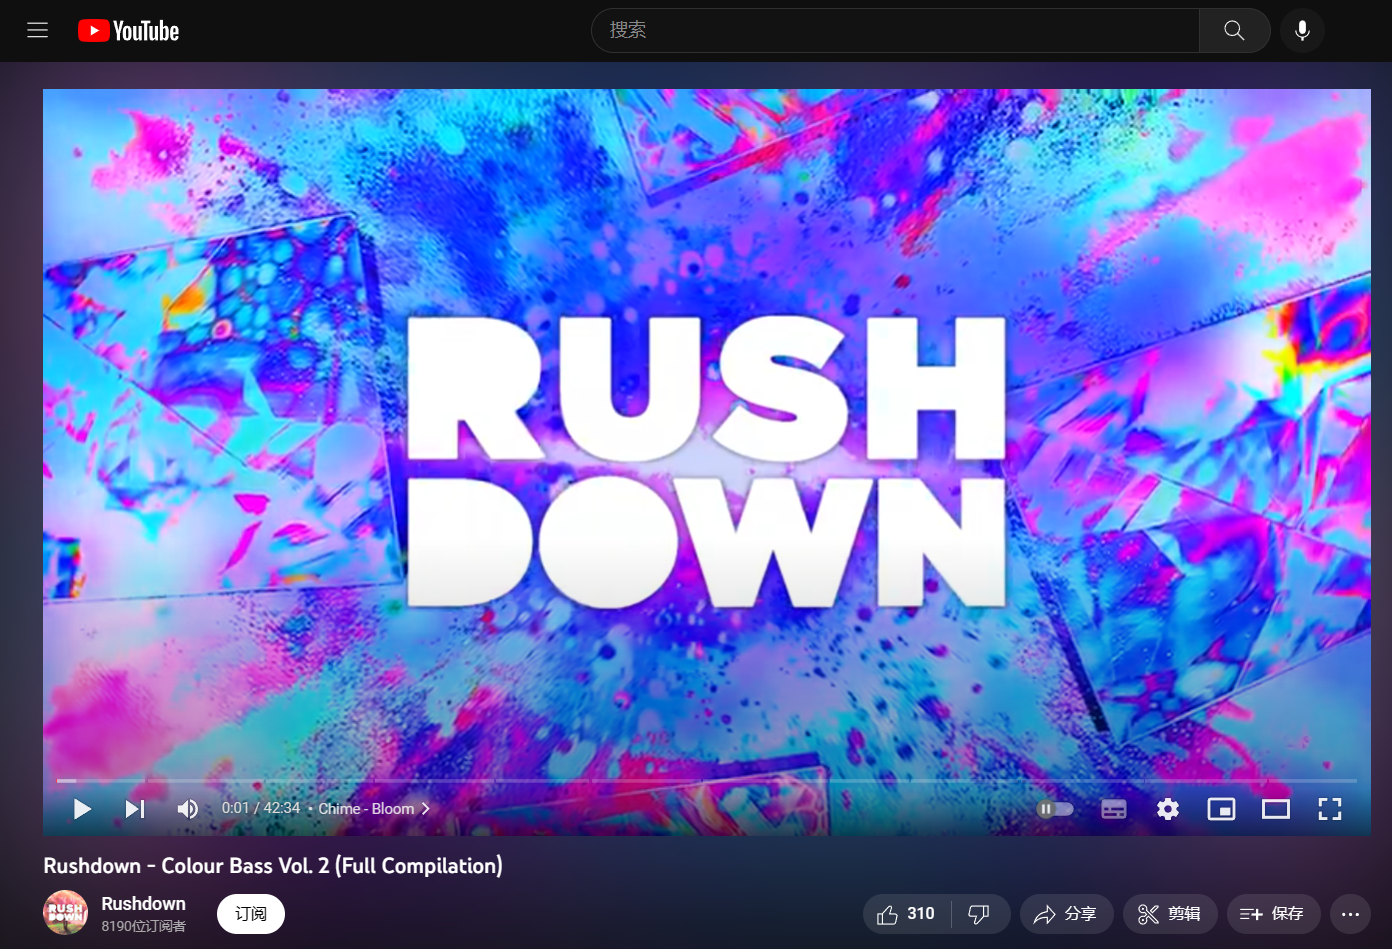 YouTube
搜索
RUSH
DOWN
0:01 / 42:34 • Chime - Bloom
Rushdown - Colour Bass Vol. 2 (Full Compilation)
RUSH
DOWN
Rushdown
8190位订阅者
订阅
310
分享
剪辑
保存